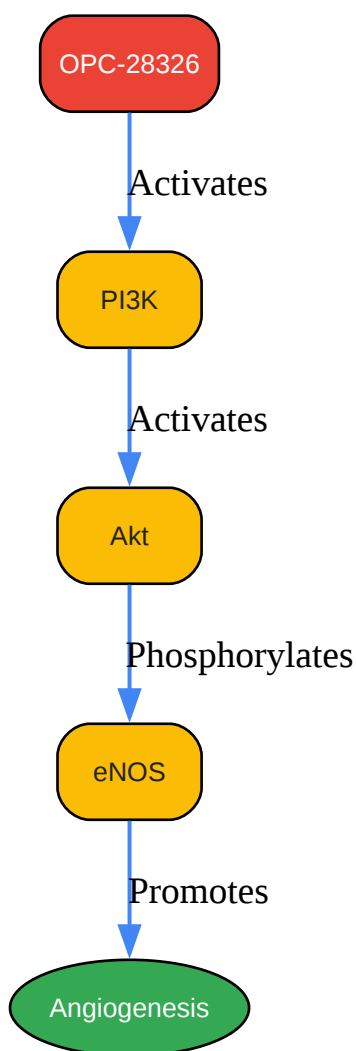 OPC-28326
Activates
PI3K
Activates
Akt
Phosphorylates
eNOS
Promotes
Angiogenesis